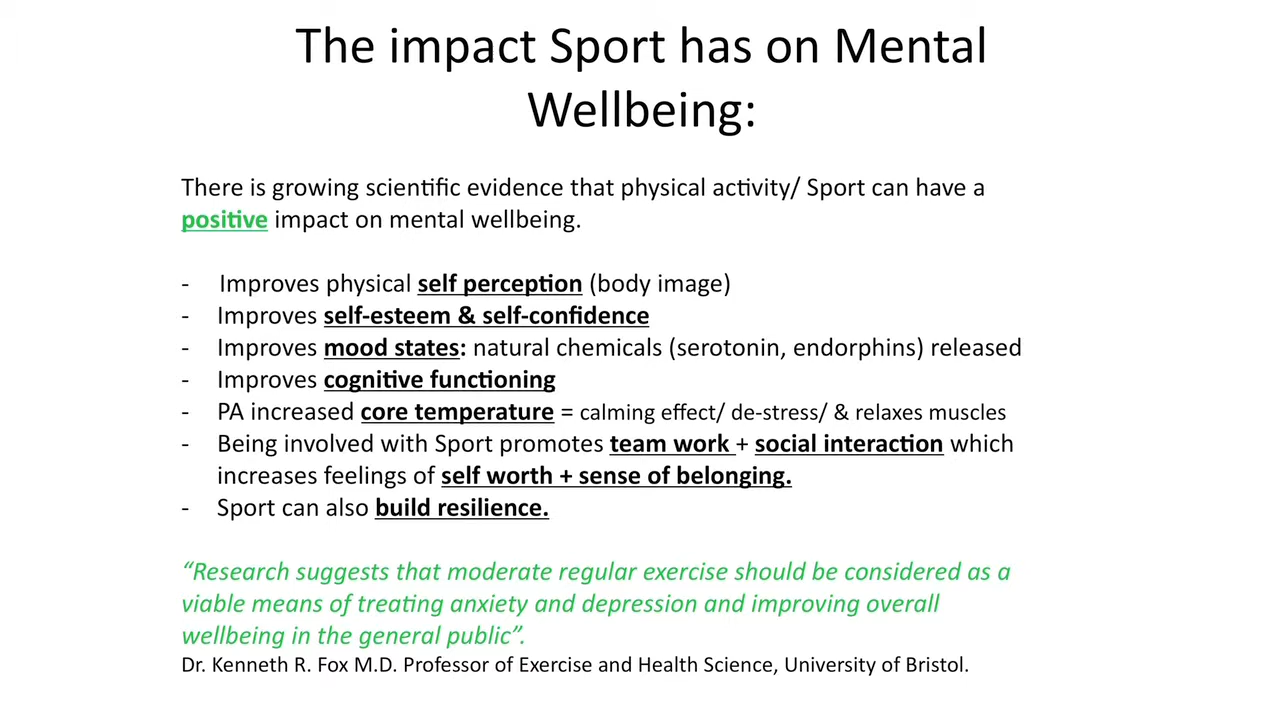 The impact Sport has on Mental
Wellbeing:
There is growing scientific evidence that physical activity/ Sport can have a
positive impact on mental wellbeing.
- Improves physical self perception (body image)
- Improves self-esteem & self-confidence
- Improves mood states: natural chemicals (serotonin, endorphins) released
- Improves cognitive functioning
- PA increased core temperature = calming effect/ de-stress/ & relaxes muscles
- Being involved with Sport promotes team work + social interaction which
increases feelings of self worth + sense of belonging.
- Sport can also build resilience.
“Research suggests that moderate regular exercise should be considered as a
viable means of treating anxiety and depression and improving overall
wellbeing in the general public”.
Dr. Kenneth R. Fox M.D. Professor of Exercise and Health Science, University of Bristol.